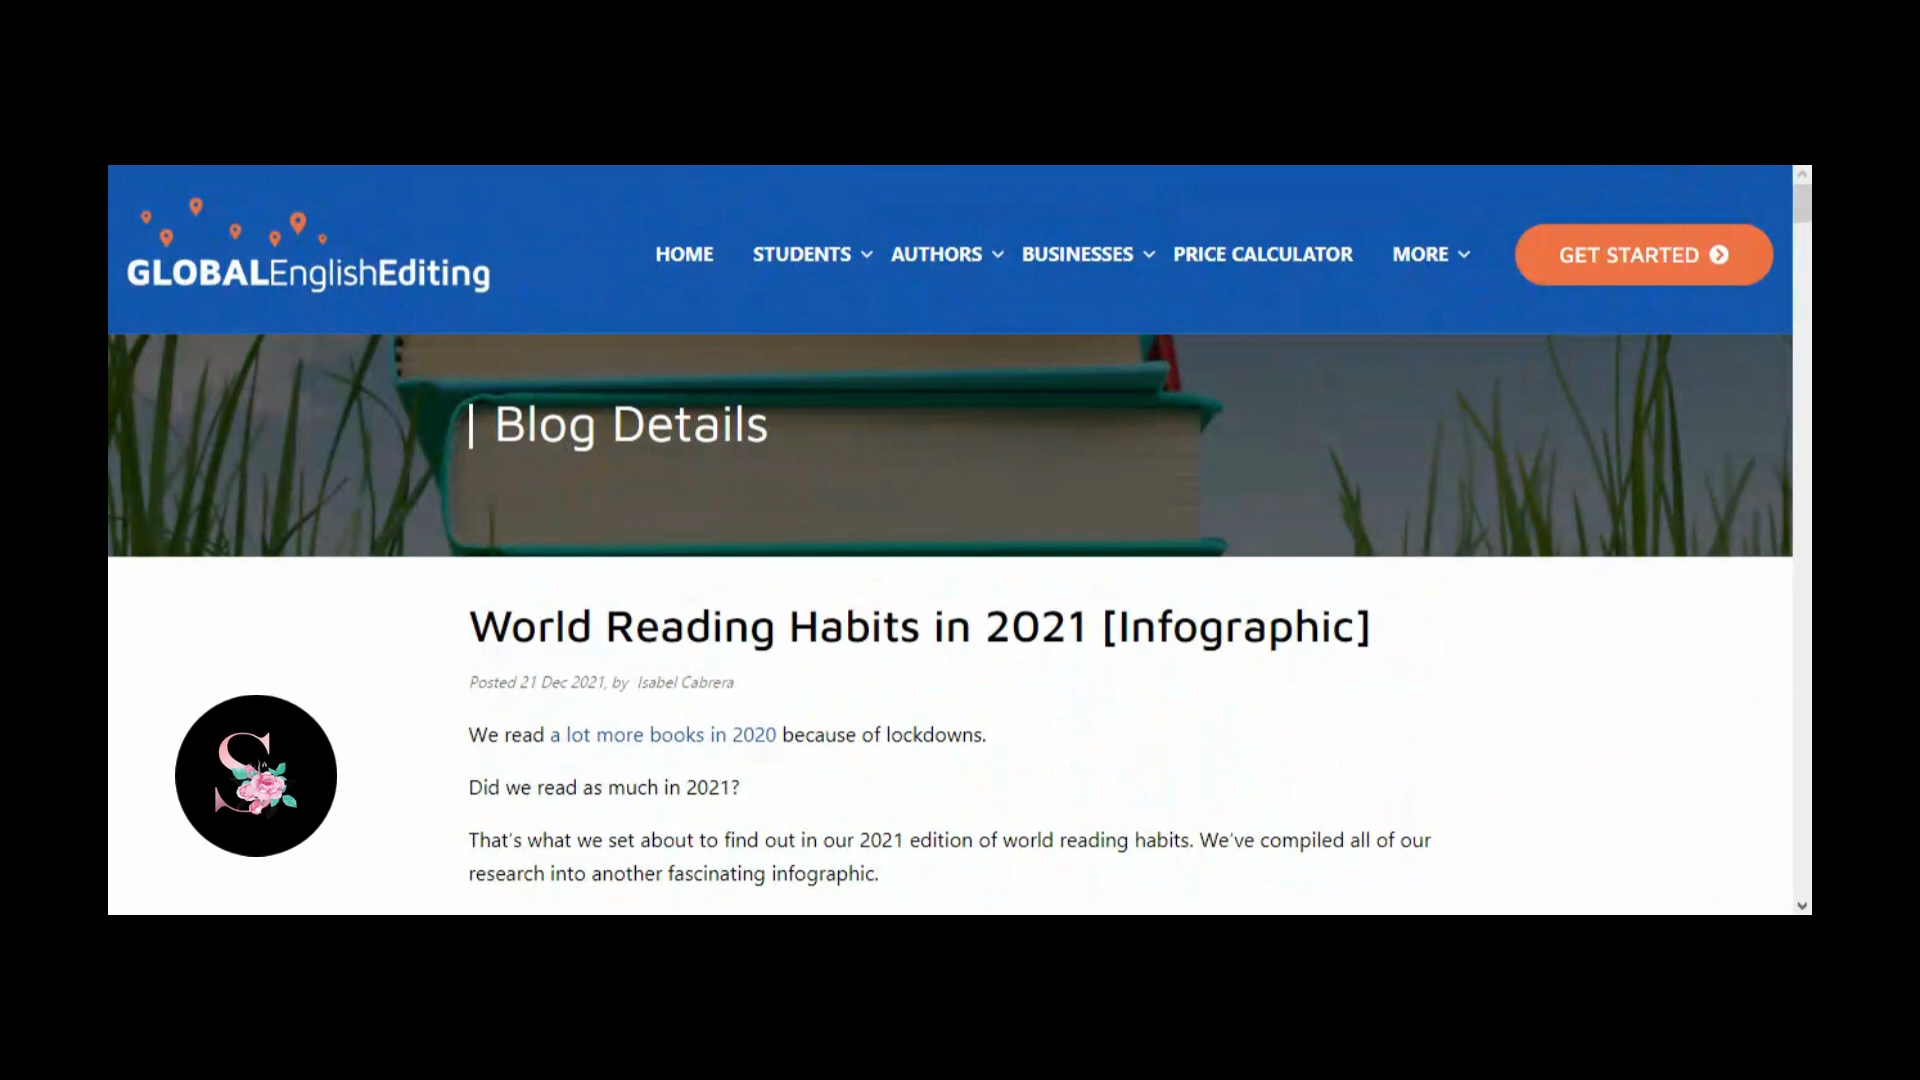 GLOBALEnglishEditing
HOME STUDENTS AUTHORS BUSINESSES PRICE CALCULATOR MORE GET STARTED
| Blog Details
World Reading Habits in 2021 [Infographic]
Posted 21 Dec 2021, by Isabel Cabrera
We read a lot more books in 2020 because of lockdowns.
Did we read as much in 2021?
S
That's what we set about to find out in our 2021 edition of world reading habits. We've compiled all of our
research into another fascinating infographic.